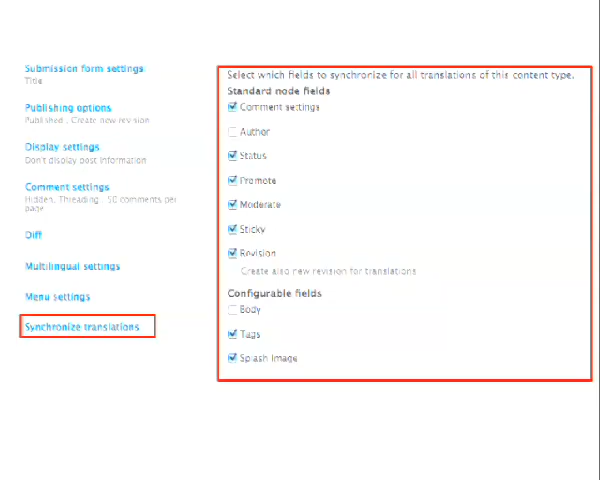 Submission form settings
Title
Publishing options
Published , Create new revision
Display settings
Don't display post information
Comment settings
Hidden, Threading , 50 comments per
page
Diff
Multilingual settings
Menu settings
Synchronize translations
Select which fields to synchronize for all translations of this content type.
Standard node fields
Comment settings
Author
Status
Promote
Moderate
Sticky
Revision
Create also new revision for translations
Configurable fields
Body
Tags
Splash Image